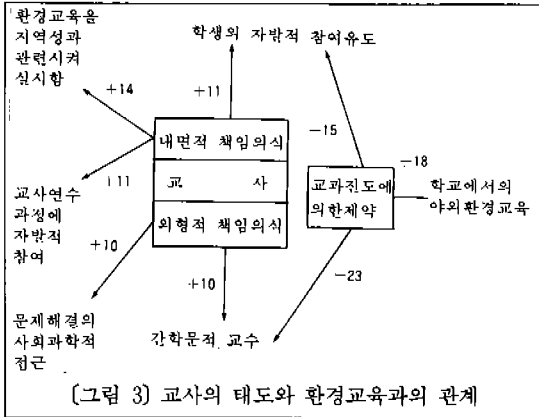 환경교육을
지역성과
관련시켜
실시함
학생의 자발적 참여유도
+14
+11
-15
내면적 책임의식
교 사
외형적 책임의식
교과진도에
의한제약
-18
학교에서의
야외환경교육
+11
교사연수
과정에
자발적
참여
+10
+10
-23
문제해결의
사회과학적
접근
간학문적 교수
[그림 3] 교사의 태도와 환경교육과의 관계